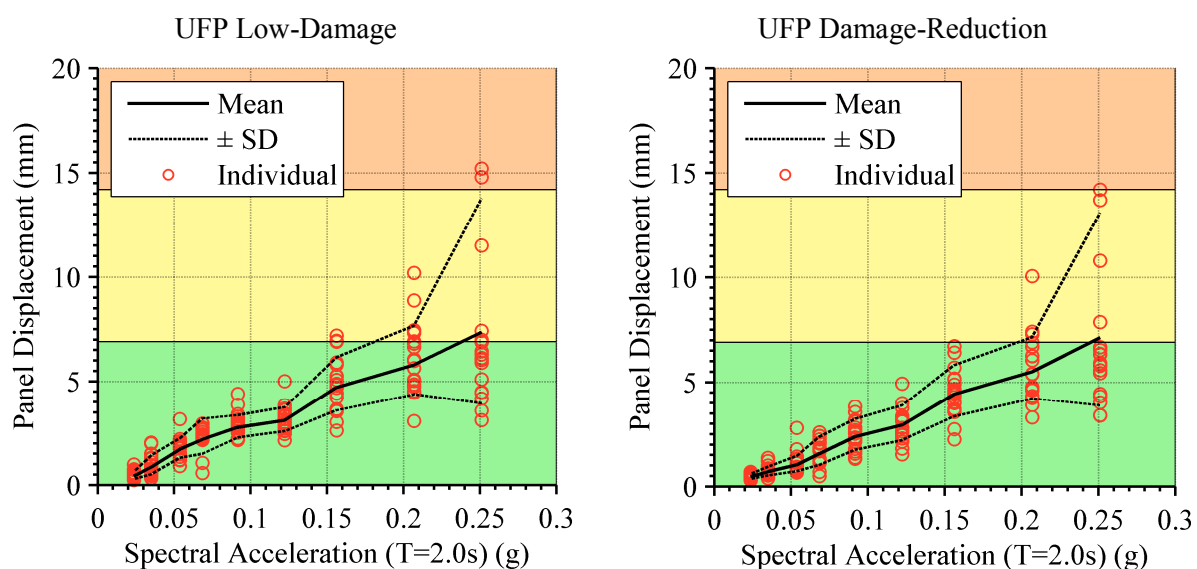 UFP Low-Damage
20
15
10
5
0
Panel Displacement (mm)
Mean
± SD
Individual
0 0.05 0.1 0.15 0.2 0.25 0.3
Spectral Acceleration (T=2.0s) (g)
UFP Damage-Reduction
20
15
10
5
0
Panel Displacement (mm)
Mean
± SD
Individual
0 0.05 0.1 0.15 0.2 0.25 0.3
Spectral Acceleration (T=2.0s) (g)